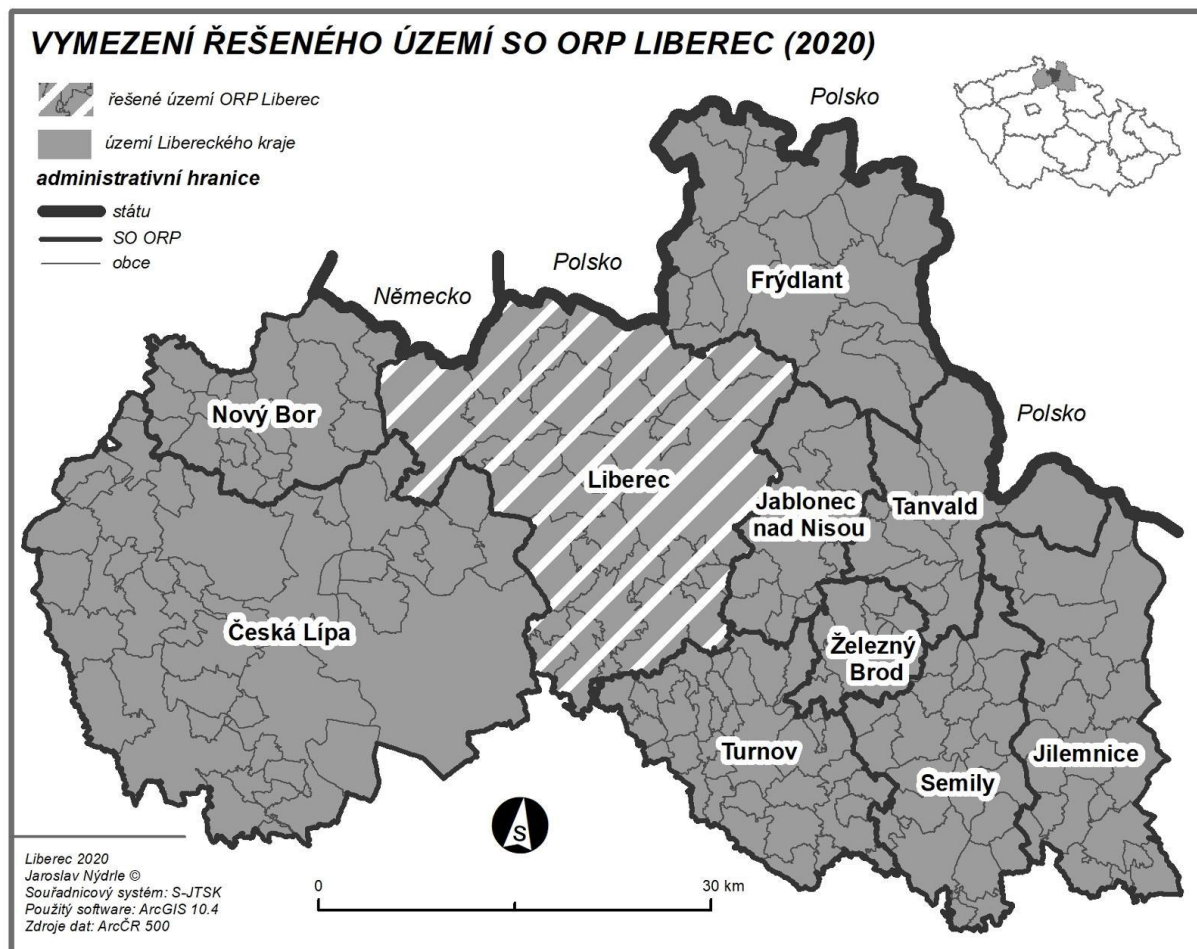 VYMEZENÍ ŘEŠENÉHO ÚZEMÍ SO ORP LIBEREC (2020)
řešené území ORP Liberec
území Libereckého kraje
administrativní hranice
státu
SO ORP
obce
Polsko
Polsko
Německo
Frýdlant
Polsko
Nový Bor
Liberec
Jablonec
nad Nisou
Tanvald
Česká Lípa
Železný
Brod
Turnov
Semily
Jilemnice
S
0
30 km
Liberec 2020
Jaroslav Nýdrle ©
Souřadnicový systém: S-JTSK
Použitý software: ArcGIS 10.4
Zdroje dat: ArcČR 500